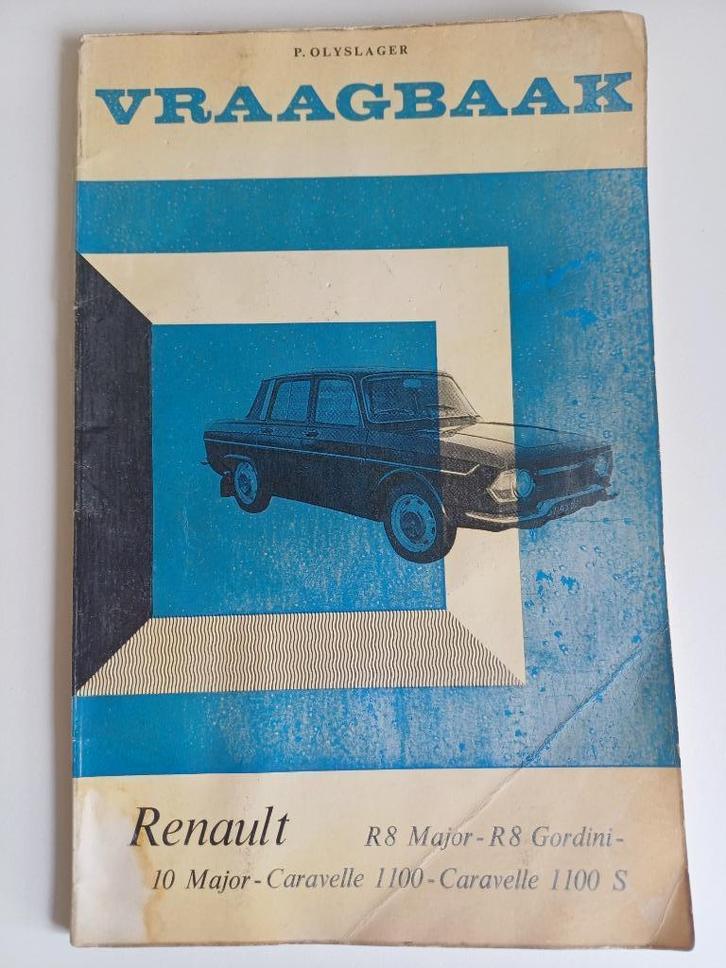 P. OLYSLAGER
VRAAGBAAK
Renault R8 Major-R8 Gordini-
10 Major-Caravelle 1100-Caravelle 1100 S